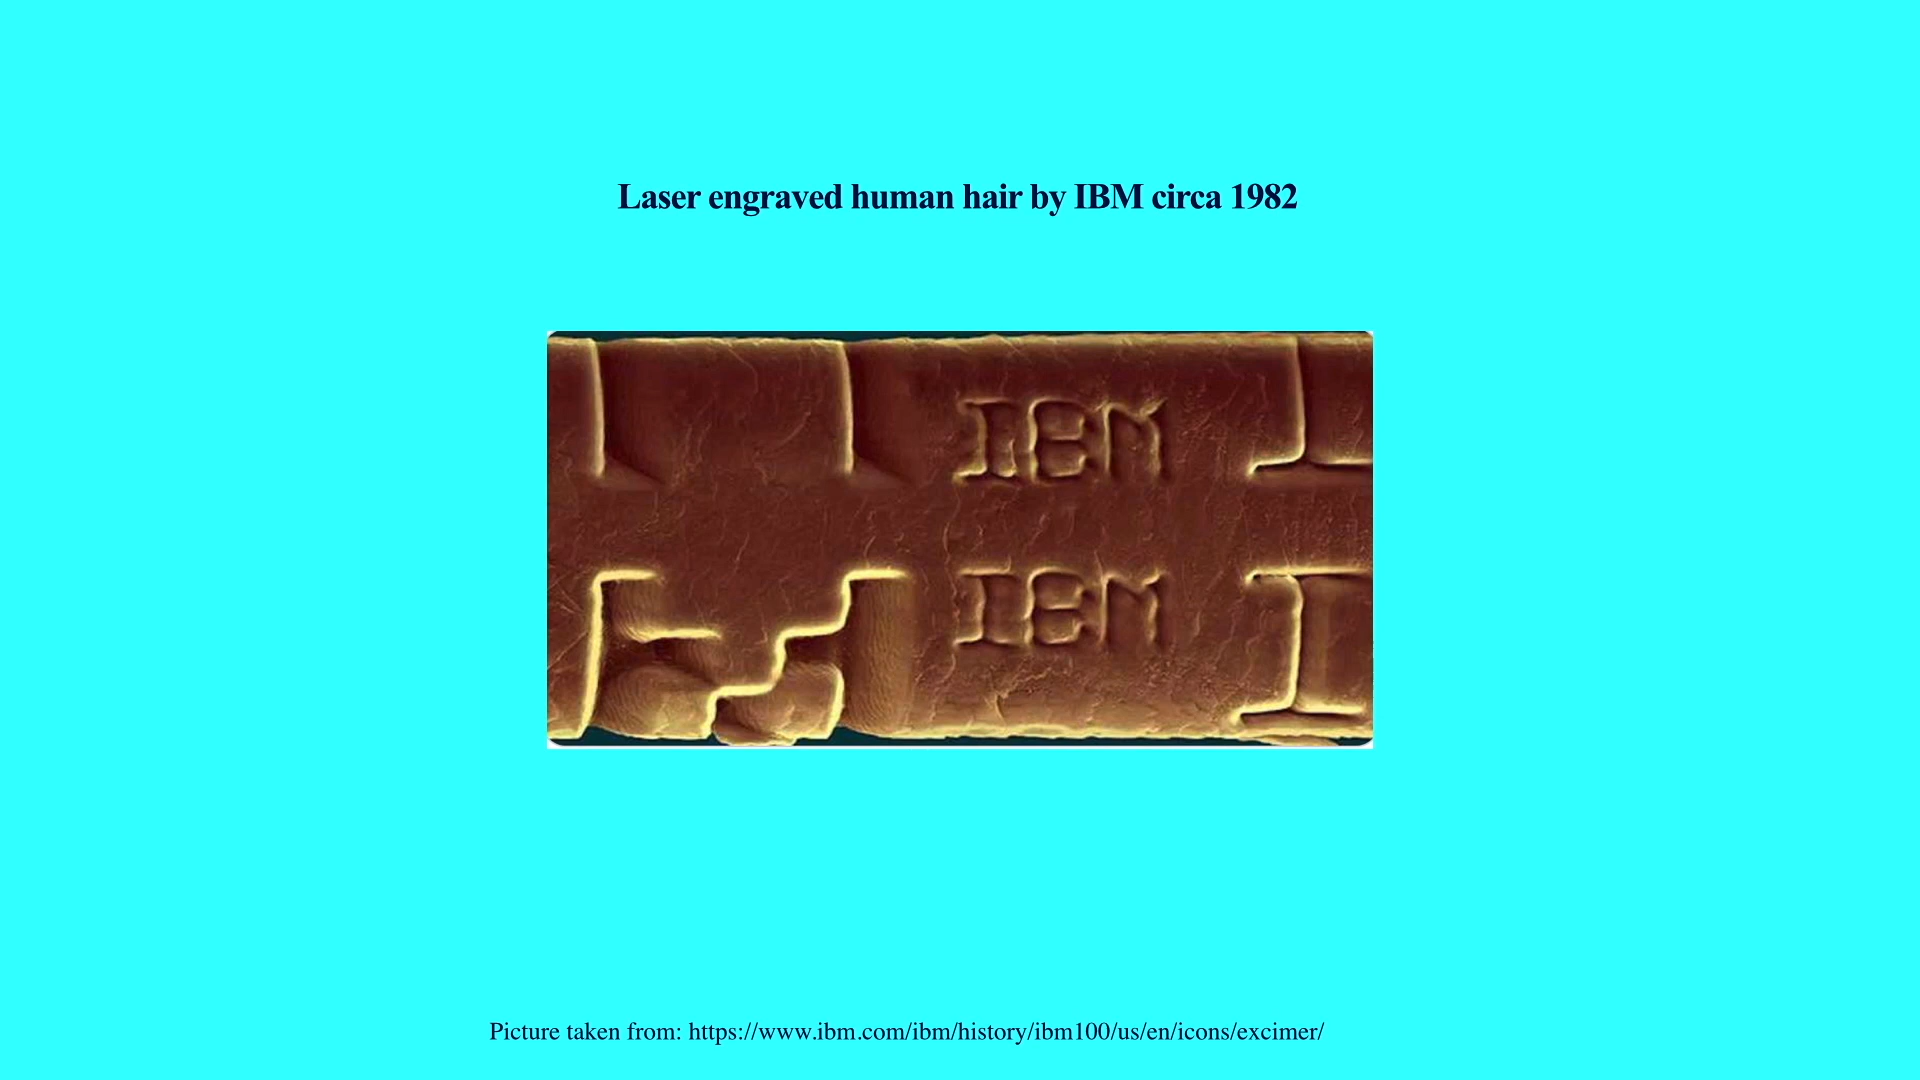 Laser engraved human hair by IBM circa 1982
IBM
IBM
Picture taken from: https://www.ibm.com/ibm/history/ibm100/us/en/icons/excimer/